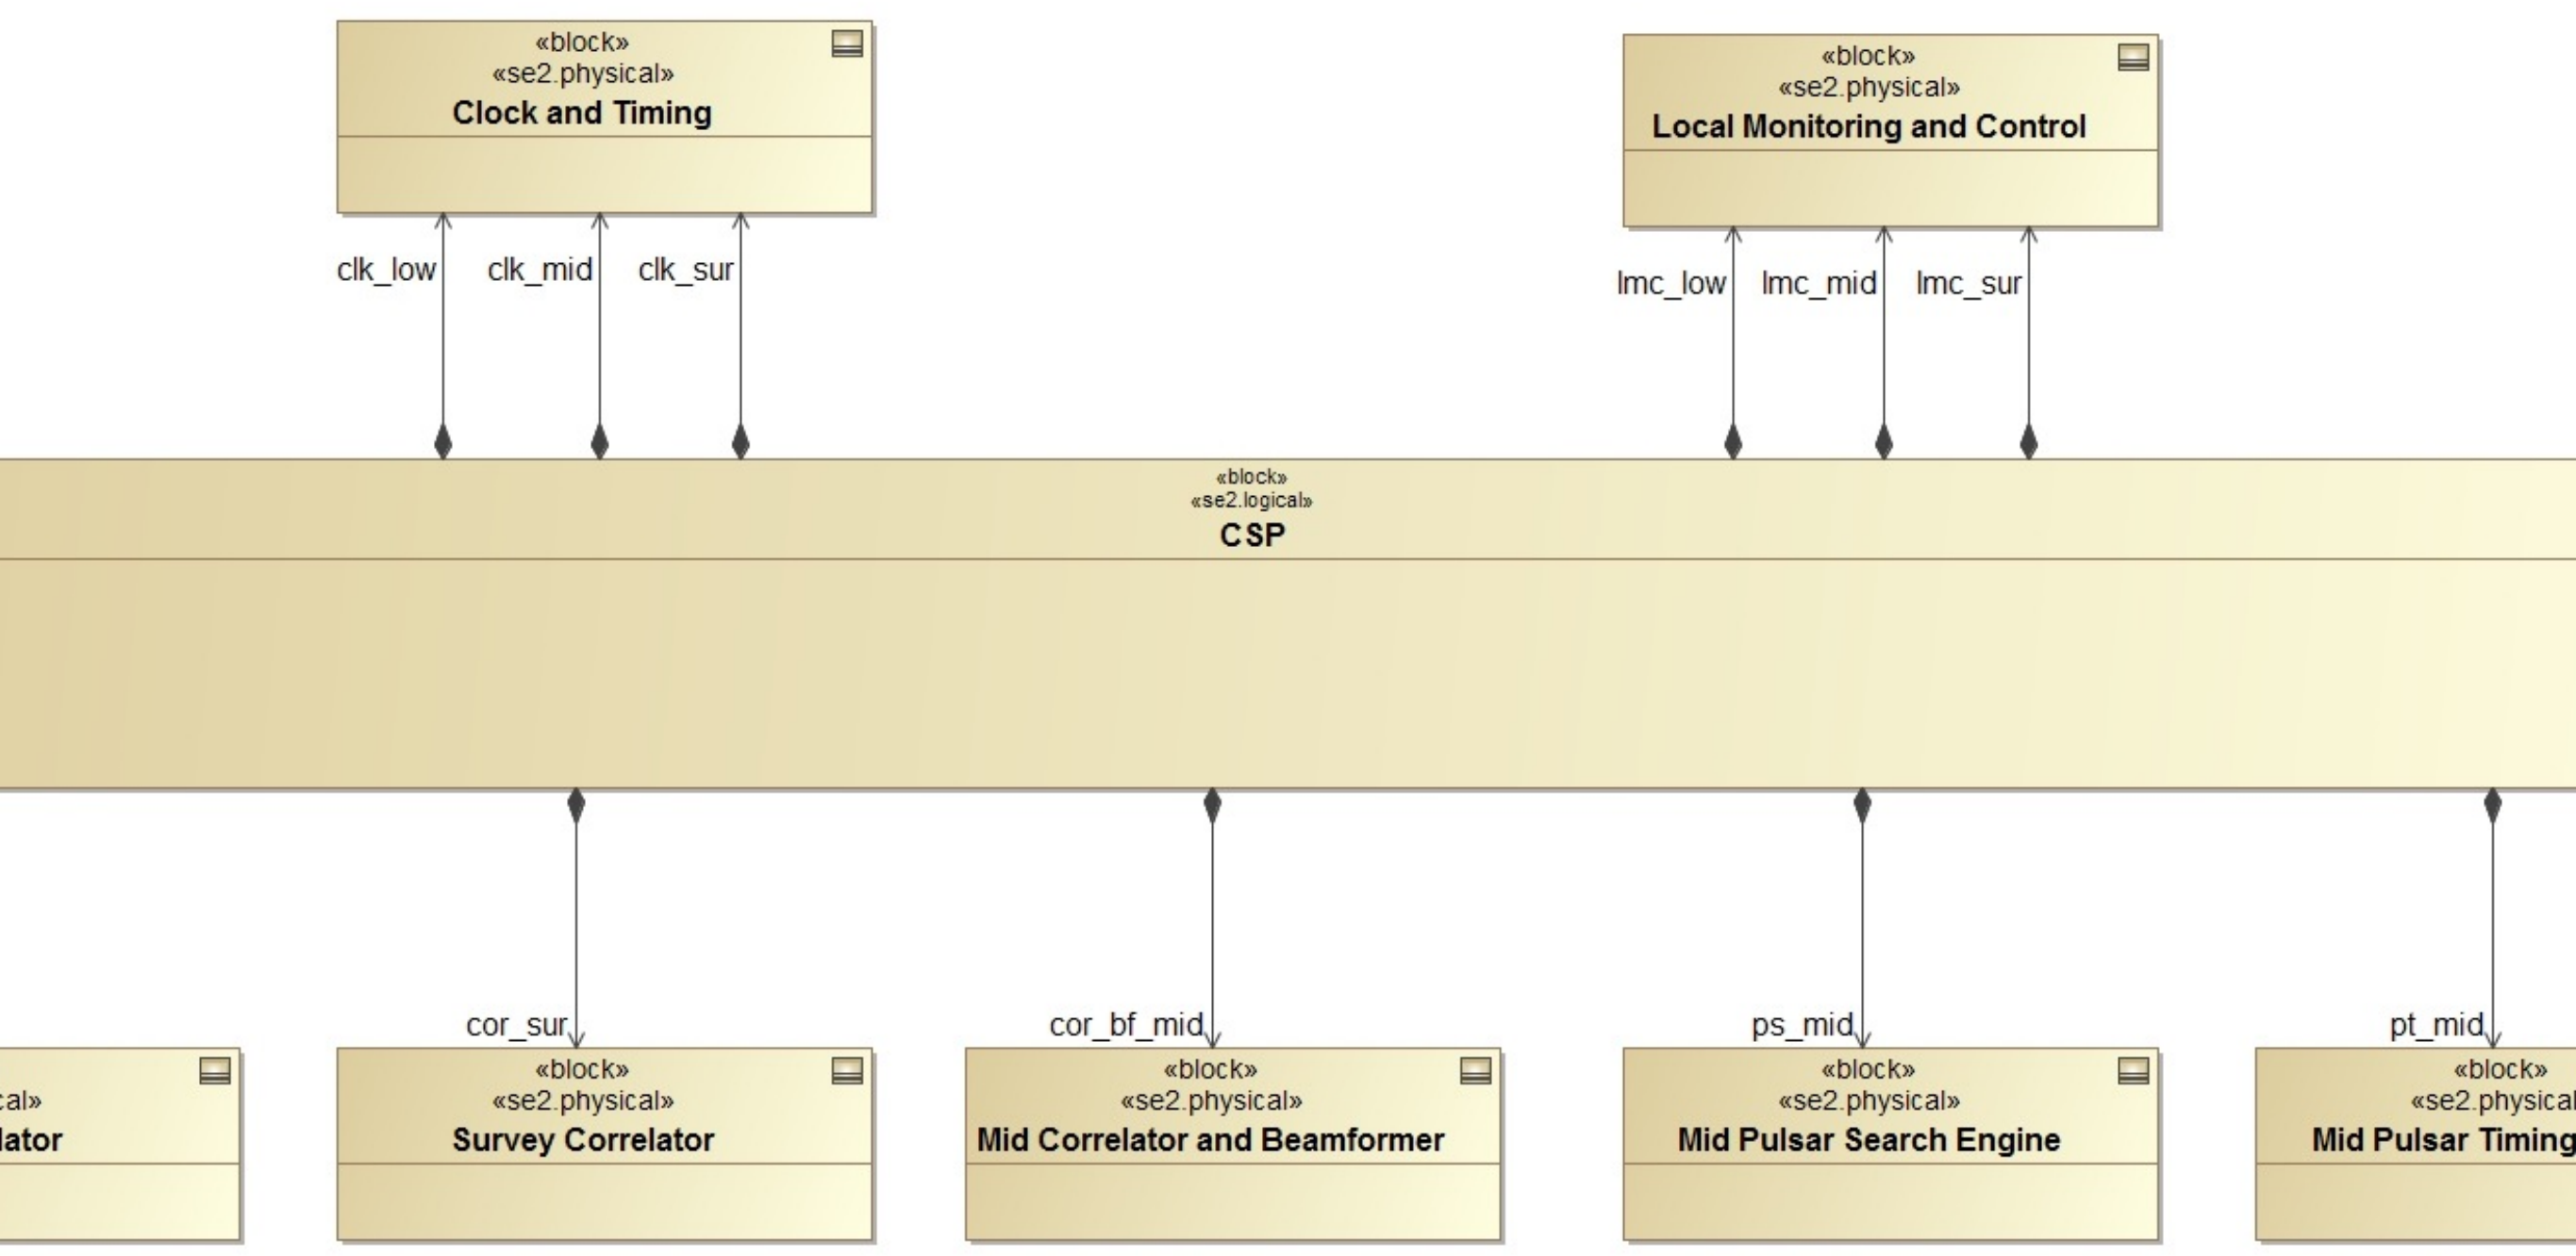 «block»
«se2.physical»
Clock and Timing
«block»
«se2.physical»
Local Monitoring and Control
clk_low clk_mid clk_sur
lmc_low lmc_mid lmc_sur
«block»
«se2.logical»
CSP
cor_sur
cor_bf_mid
ps_mid
pt_mid
cal»
lator
«block»
«se2.physical»
Survey Correlator
«block»
«se2.physical»
Mid Correlator and Beamformer
«block»
«se2.physical»
Mid Pulsar Search Engine
«block»
«se2.physical
Mid Pulsar Timing